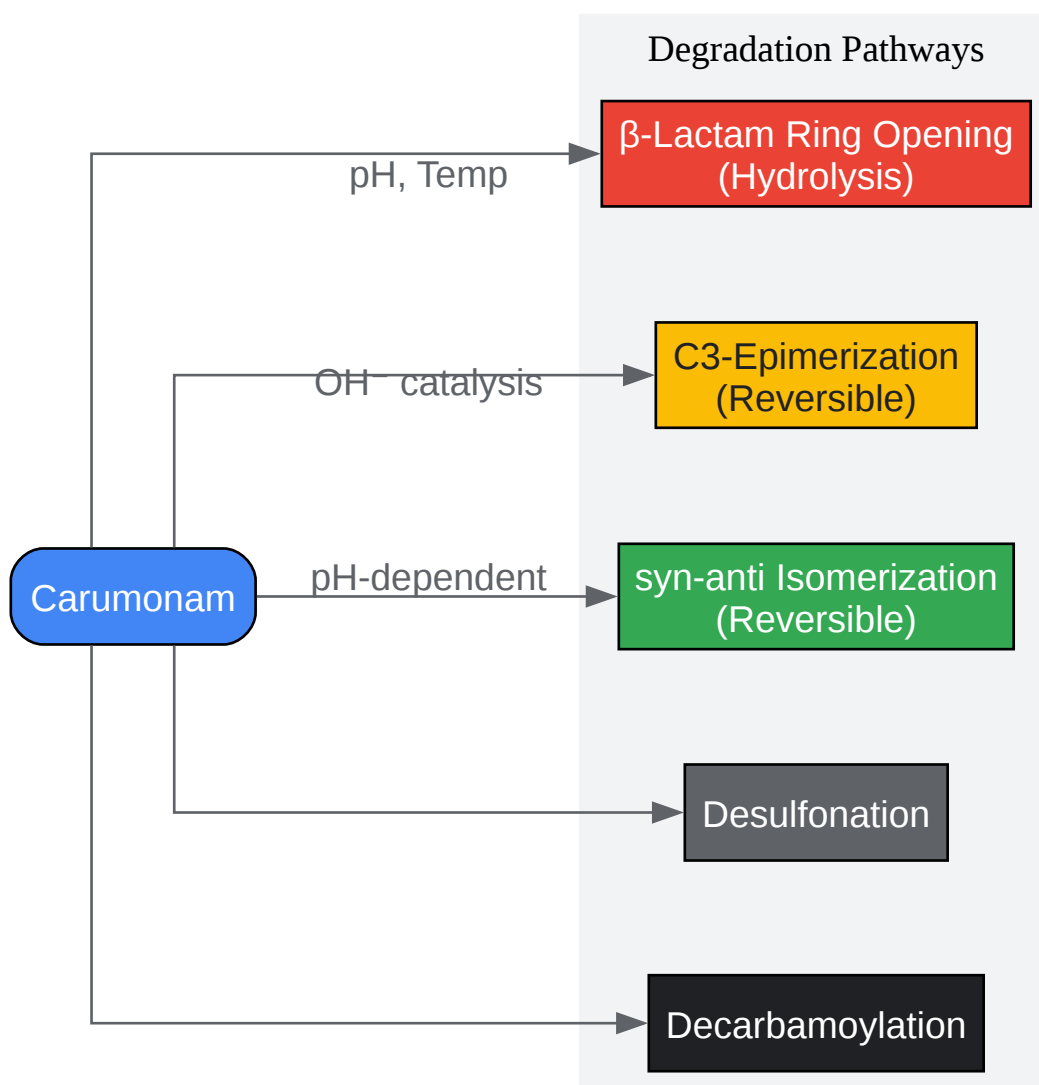 Degradation Pathways
β-Lactam Ring Opening
(Hydrolysis)
pH, Temp
C3-Epimerization
(Reversible)
OH⁻ catalysis
syn-anti Isomerization
(Reversible)
pH-dependent
Carumonam
Desulfonation
Decarbamoylation